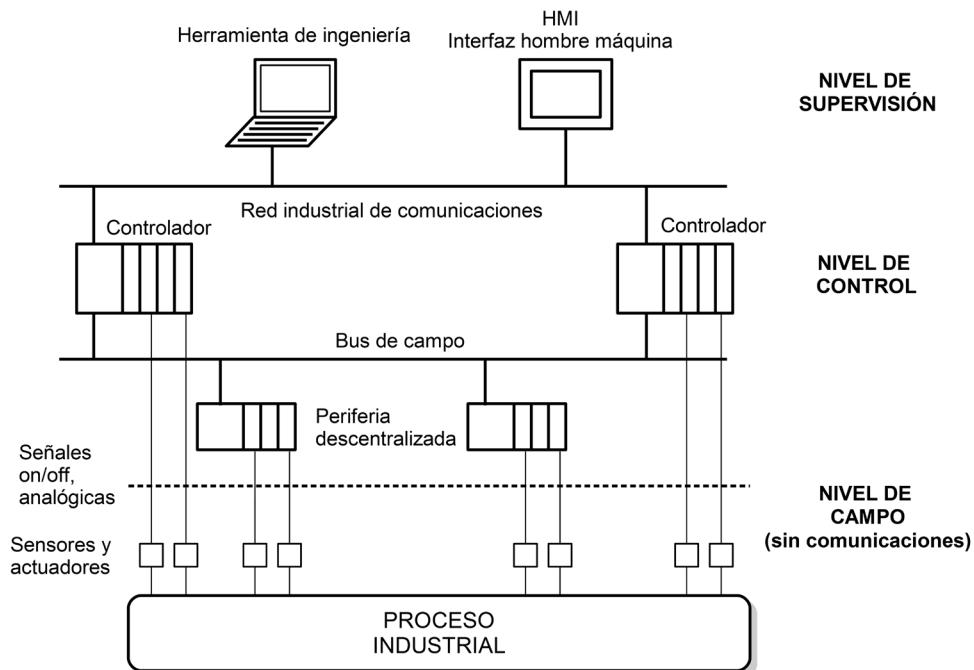 Herramienta de ingeniería
HMI
Interfaz hombre máquina
NIVEL DE
SUPERVISIÓN
Red industrial de comunicaciones
Controlador
Controlador
NIVEL DE
CONTROL
Bus de campo
Periferia
descentralizada
Señales
on/off,
analógicas
NIVEL DE
CAMPO
(sin comunicaciones)
Sensores y
actuadores
PROCESO
INDUSTRIAL